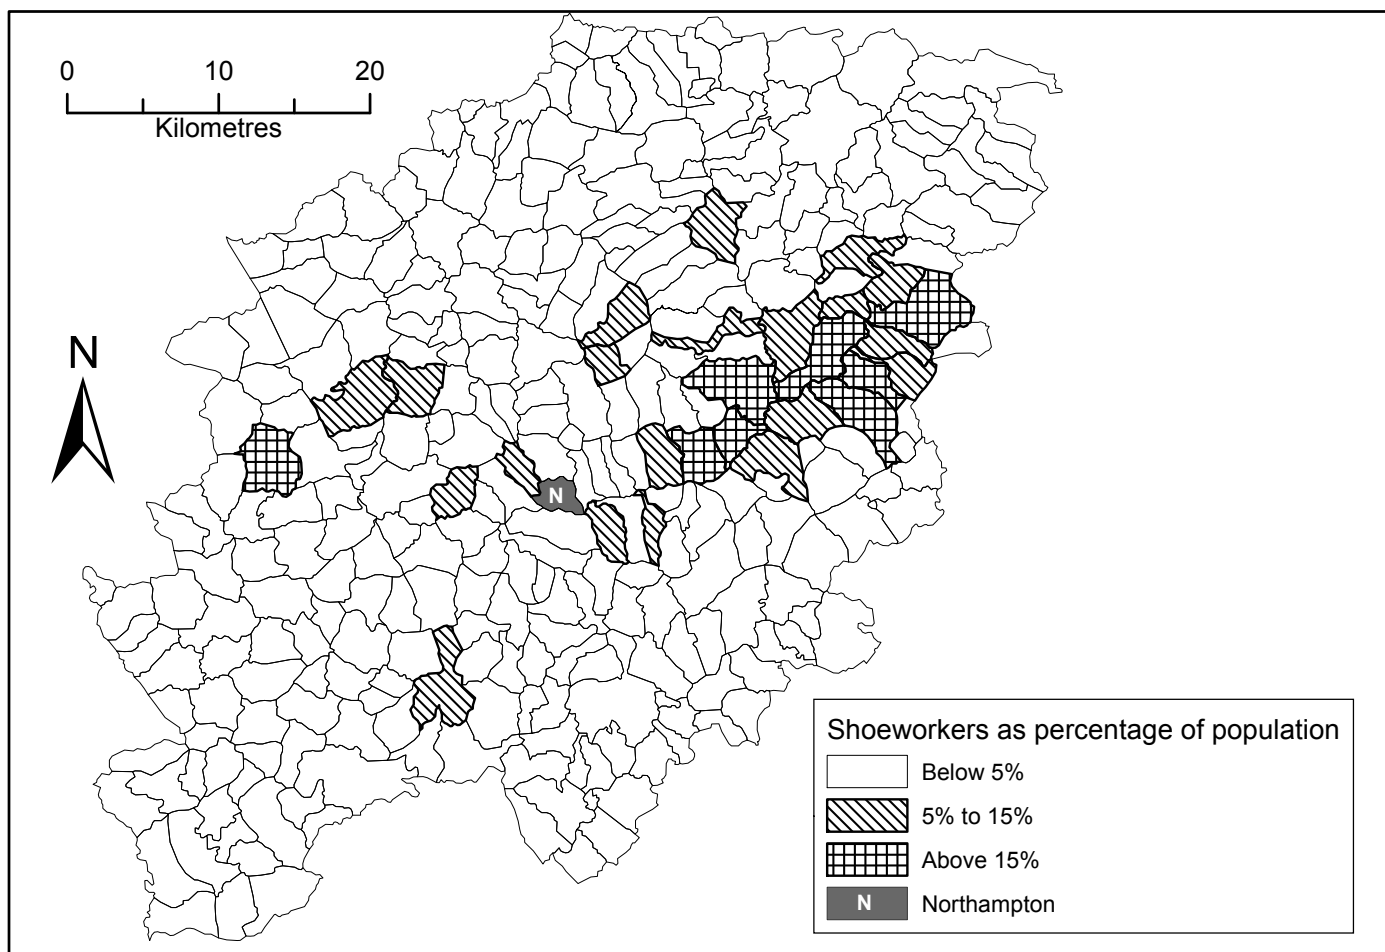 0 10 20
Kilometres
N
N
Shoeworkers as percentage of population
Below 5%
5% to 15%
Above 15%
N Northampton